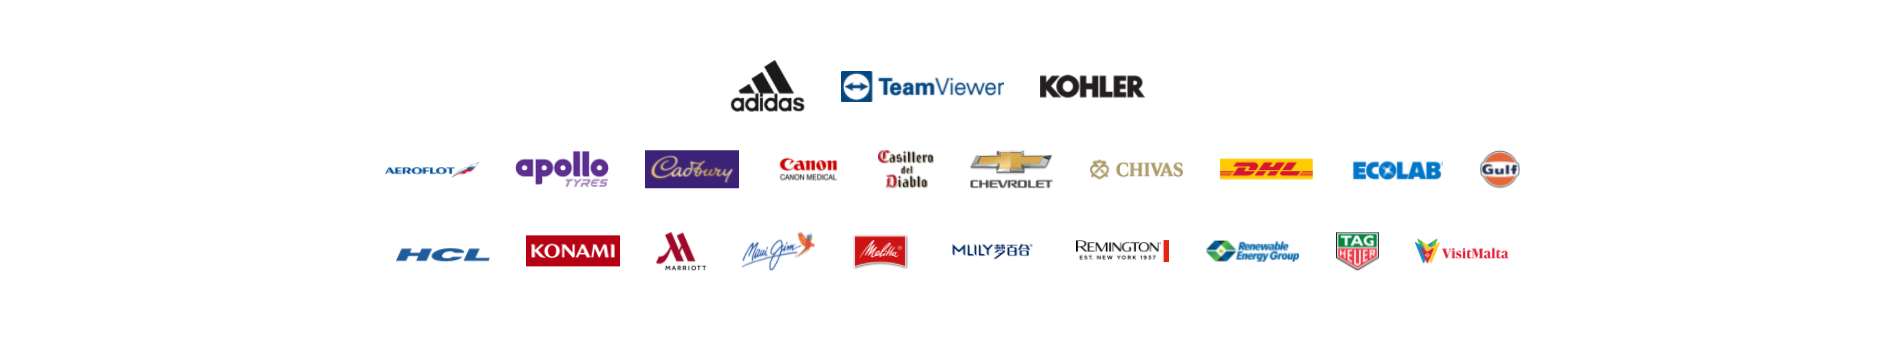 adidas TeamViewer KOHLER
AEROFLOT apollo TYRES Cadbury Canon CANON MEDICAL Casillero del Diablo CHEVROLET CHIVAS DHL ECOLAB Gulf
HCL KONAMI MARRIOTT Maui Jim Melitta MLILY梦百合 REMINGTON EST. NEW YORK 1937 Renewable Energy Group TAG HEUER VisitMalta